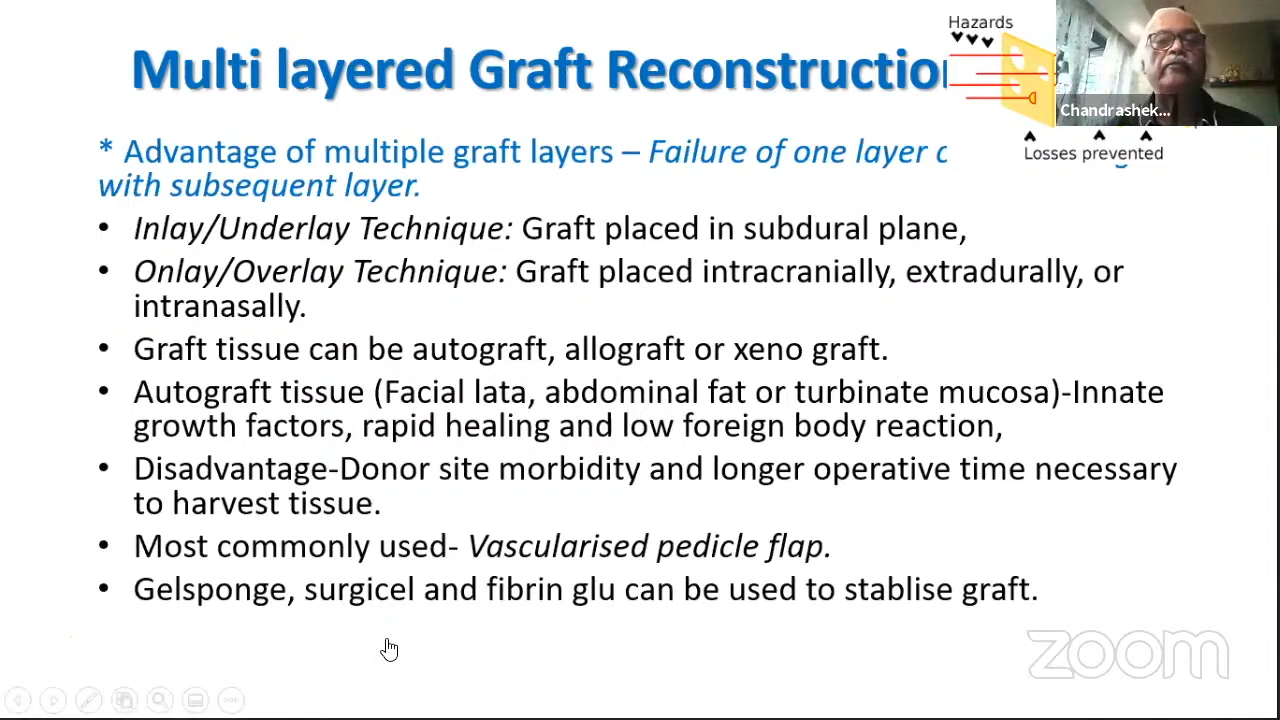 Hazards
Multi layered Graft Reconstruction
Chandrashek...
Losses prevented
* Advantage of multiple graft layers – Failure of one layer
with subsequent layer.
• Inlay/Underlay Technique: Graft placed in subdural plane,
• Onlay/Overlay Technique: Graft placed intracranially, extradurally, or
intranasally.
• Graft tissue can be autograft, allograft or xeno graft.
• Autograft tissue (Facial lata, abdominal fat or turbinate mucosa)-Innate
growth factors, rapid healing and low foreign body reaction,
• Disadvantage-Donor site morbidity and longer operative time necessary
to harvest tissue.
• Most commonly used- Vascularised pedicle flap.
• Gelsponge, surgicel and fibrin glu can be used to stablise graft.
zoom